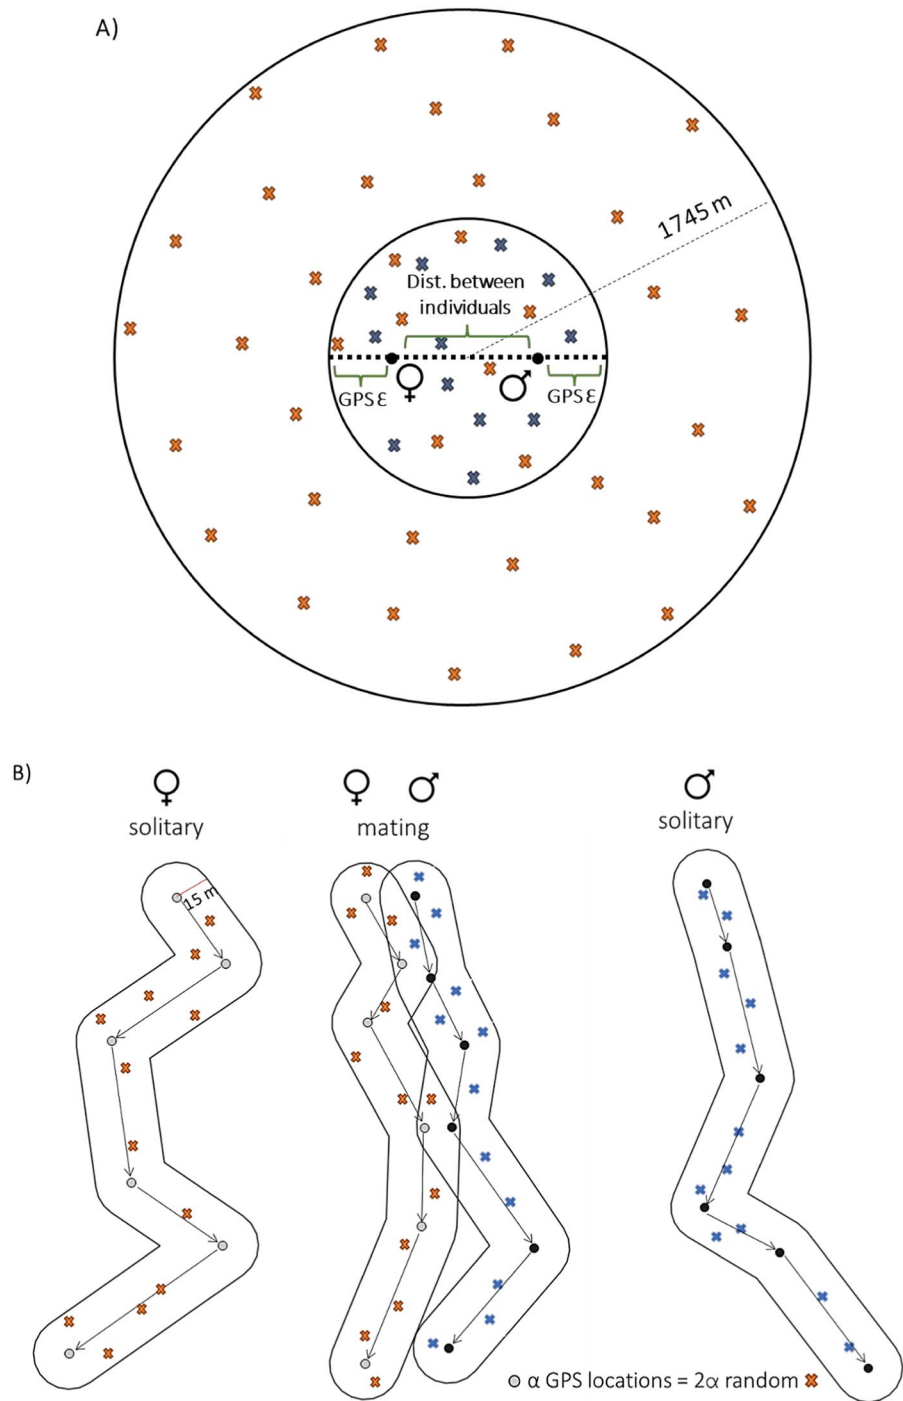 A)
1745 m
Dist. between
individuals
GPS ℇ
GPS ℇ
B)
solitary
mating
solitary
15 m
α GPS locations = 2α random